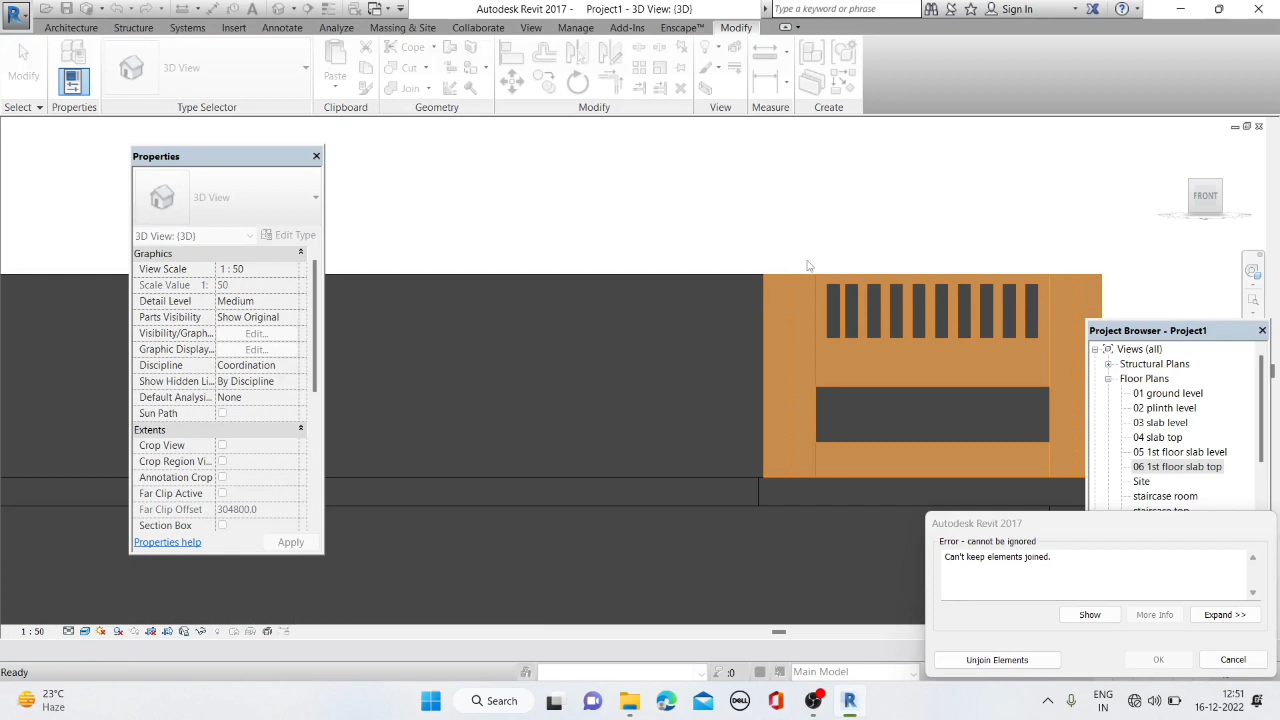 Autodesk Revit 2017 - Project1 - 3D View: {3D}
Type a keyword or phrase
Sign In
Architecture Structure Systems Insert Annotate Analyze Massing & Site Collaborate View Manage Add-Ins Enscape™ Modify
Modify
3D View
Paste
Cope
Cut
Join
Select Properties Type Selector Clipboard Geometry Modify View Measure Create
Properties
3D View
3D View: {3D} Edit Type
Graphics
View Scale 1 : 50
Scale Value 1: 50
Detail Level Medium
Parts Visibility Show Original
Visibility/Graph... Edit...
Graphic Display... Edit...
Discipline Coordination
Show Hidden Li... By Discipline
Default Analysi... None
Sun Path
Extents
Crop View
Crop Region Vi...
Annotation Crop
Far Clip Active
Far Clip Offset 304800.0
Section Box
Properties help Apply
FRONT
Project Browser - Project1
Views (all)
Structural Plans
Floor Plans
01 ground level
02 plinth level
03 slab level
04 slab top
05 1st floor slab level
06 1st floor slab top
Site
staircase room
Autodesk Revit 2017
Error - cannot be ignored
Can't keep elements joined.
Show More Info Expand >>
Unjoin Elements OK Cancel
1 : 50
Ready
:0
Main Model
23°C
Haze
Search
DELL
ENG
IN
12:51
16-12-2022